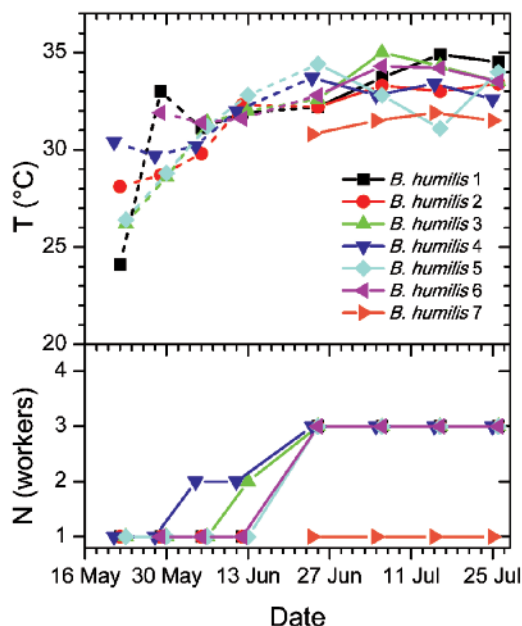 35
30
25
20
T (°C)
B. humilis 1
B. humilis 2
B. humilis 3
B. humilis 4
B. humilis 5
B. humilis 6
B. humilis 7
4
3
2
1
N (workers)
16 May 30 May 13 Jun 27 Jun 11 Jul 25 Jul
Date